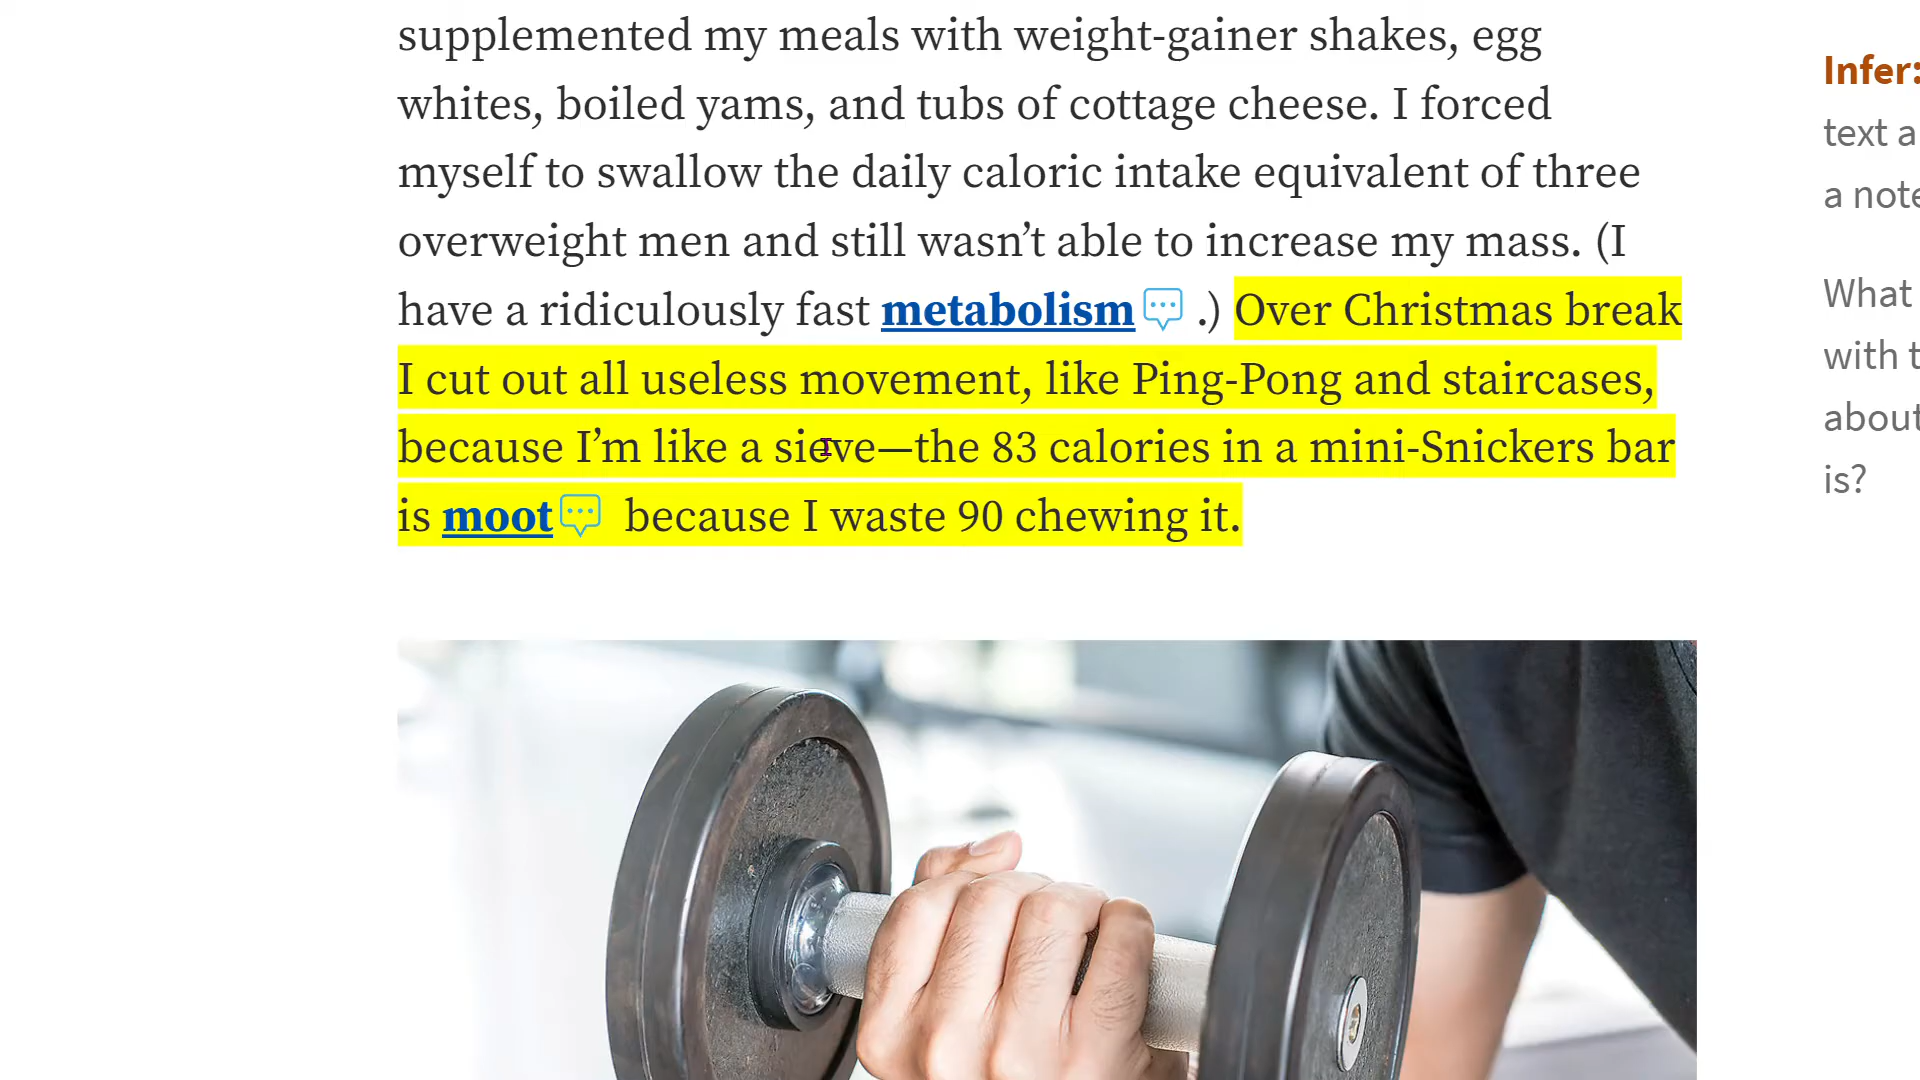 supplemented my meals with weight-gainer shakes, egg
whites, boiled yams, and tubs of cottage cheese. I forced
myself to swallow the daily caloric intake equivalent of three
overweight men and still wasn’t able to increase my mass. (I
have a ridiculously fast metabolism .) Over Christmas break
I cut out all useless movement, like Ping-Pong and staircases,
because I’m like a sieve—the 83 calories in a mini-Snickers bar
is moot because I waste 90 chewing it.
Infer:
text a
a note
What
with t
about
is?